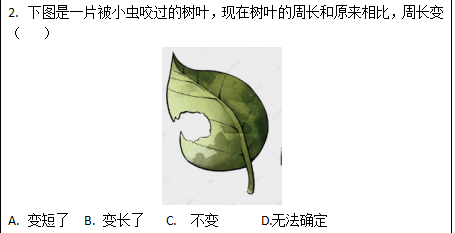 2. 下图是一片被小虫咬过的树叶，现在树叶的周长和原来相比，周长变
（　　）
A. 变短了　B. 变长了　C. 不变　D.无法确定